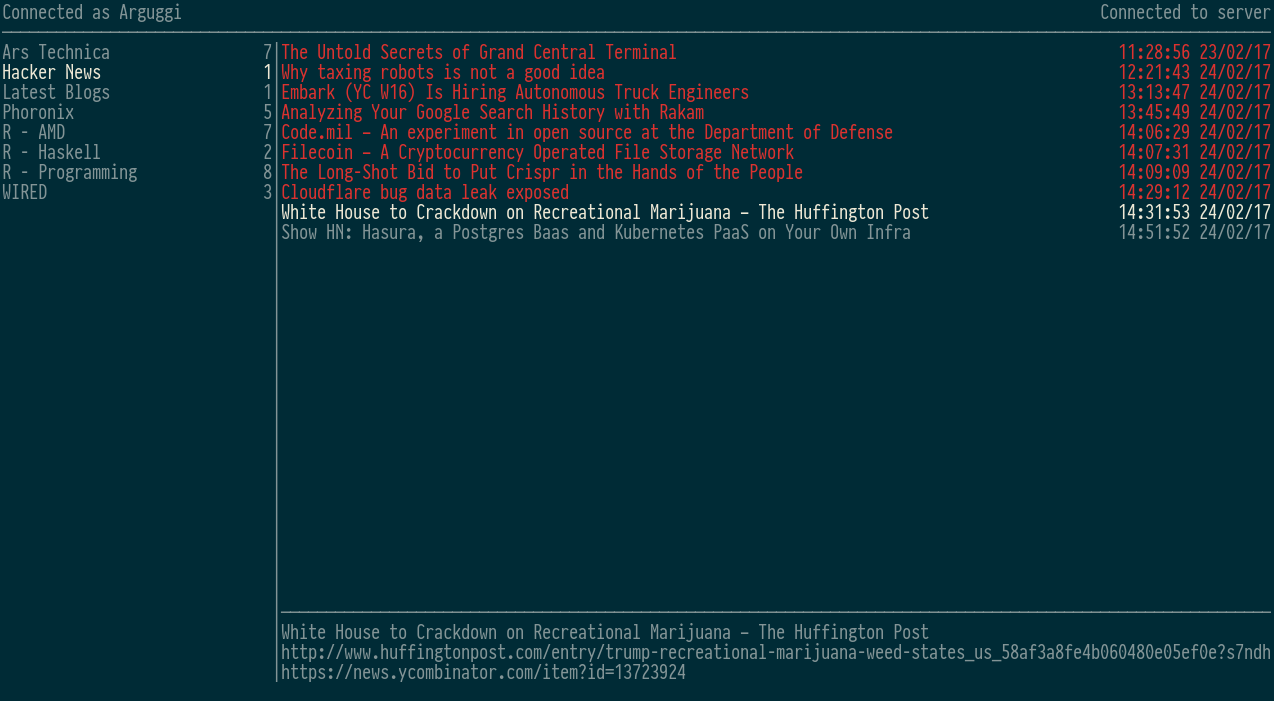 Connected as Arguggi Connected to server
Ars Technica 7 The Untold Secrets of Grand Central Terminal 11:28:56 23/02/17
Hacker News 1 Why taxing robots is not a good idea 12:21:43 24/02/17
Latest Blogs 1 Embark (YC W16) Is Hiring Autonomous Truck Engineers 13:13:47 24/02/17
Phoronix 5 Analyzing Your Google Search History with Rakam 13:45:49 24/02/17
R - AMD 7 Code.mil – An experiment in open source at the Department of Defense 14:06:29 24/02/17
R - Haskell 2 Filecoin – A Cryptocurrency Operated File Storage Network 14:07:31 24/02/17
R - Programming 8 The Long-Shot Bid to Put Crispr in the Hands of the People 14:09:09 24/02/17
WIRED 3 Cloudflare bug data leak exposed 14:29:12 24/02/17
White House to Crackdown on Recreational Marijuana – The Huffington Post 14:31:53 24/02/17
Show HN: Hasura, a Postgres Baas and Kubernetes PaaS on Your Own Infra 14:51:52 24/02/17
White House to Crackdown on Recreational Marijuana – The Huffington Post
http://www.huffingtonpost.com/entry/trump-recreational-marijuana-weed-states_us_58af3a8fe4b060480e05ef0e?s7ndh
https://news.ycombinator.com/item?id=13723924